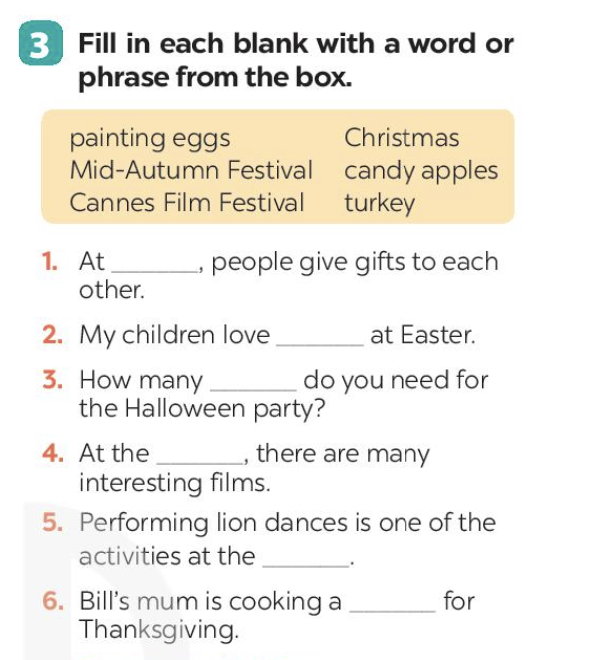 3 Fill in each blank with a word or
phrase from the box.
painting eggs Christmas
Mid-Autumn Festival candy apples
Cannes Film Festival turkey
1. At _______, people give gifts to each
other.
2. My children love _______ at Easter.
3. How many _______ do you need for
the Halloween party?
4. At the _______, there are many
interesting films.
5. Performing lion dances is one of the
activities at the _______.
6. Bill's mum is cooking a _______ for
Thanksgiving.